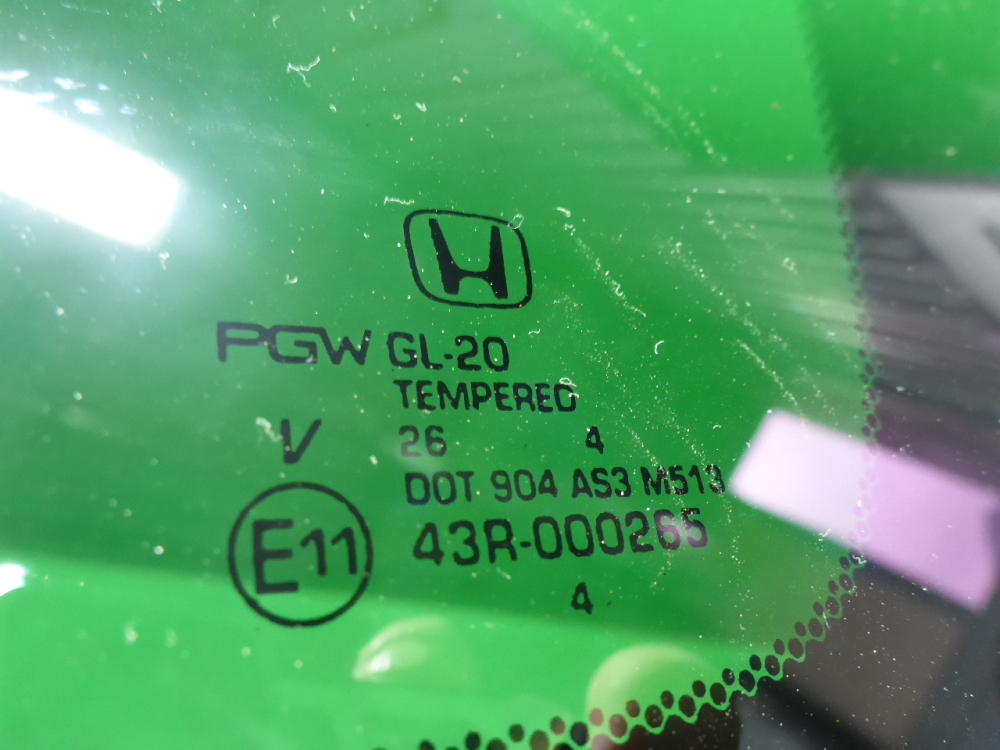 PGW GL-20
TEMPERED
V 26 4
DOT 904 AS3 M513
E11 43R-000265
4